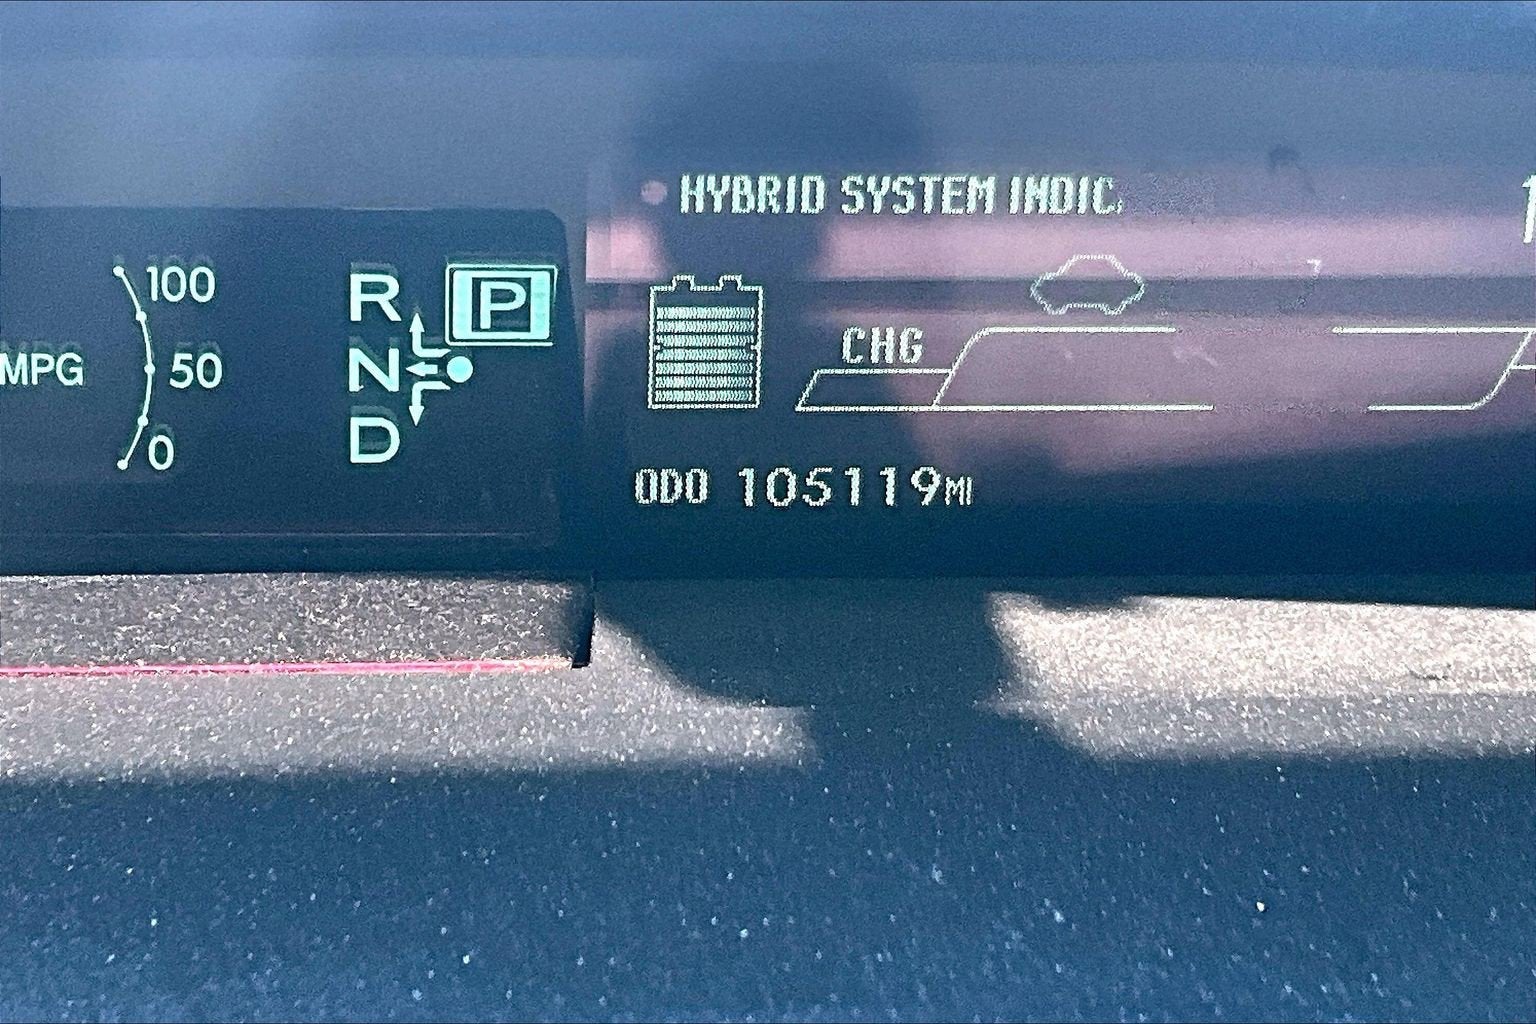 HYBRID SYSTEM INDIC
100
R P
CHG
MPG 50
N
D
0
ODO 105119MI